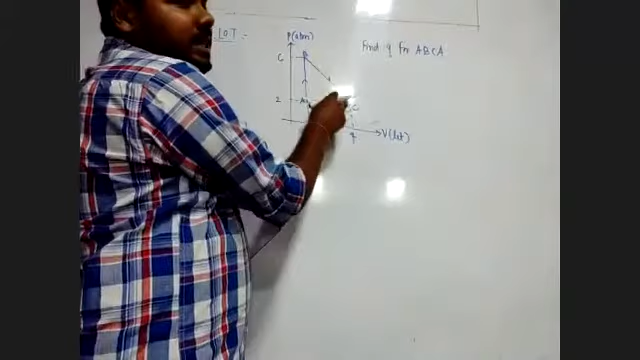 LOT :-
P(atm)
Find q for ABCA
6
B
2
A
C
V(lit)